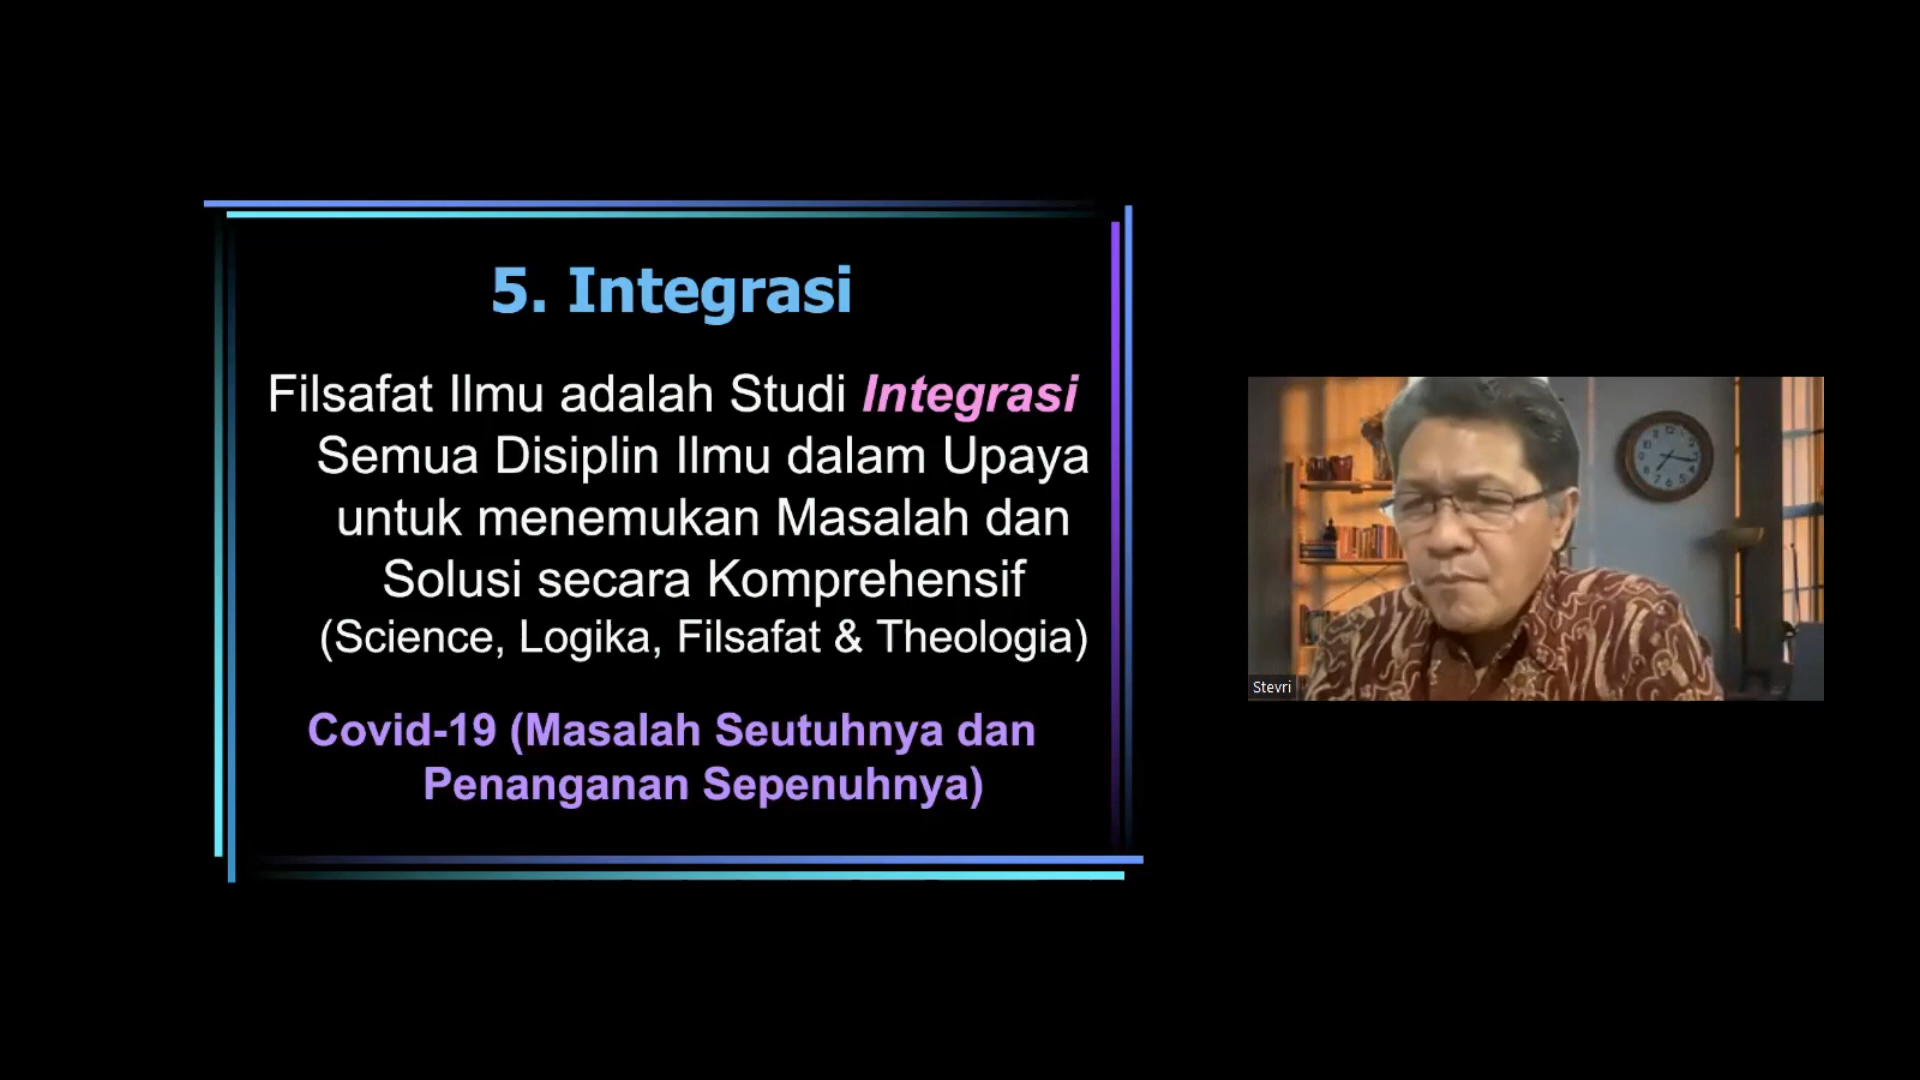 5. Integrasi
Filsafat Ilmu adalah Studi Integrasi
Semua Disiplin Ilmu dalam Upaya
untuk menemukan Masalah dan
Solusi secara Komprehensif
(Science, Logika, Filsafat & Theologia)
Covid-19 (Masalah Seutuhnya dan
Penanganan Sepenuhnya)
Stevri